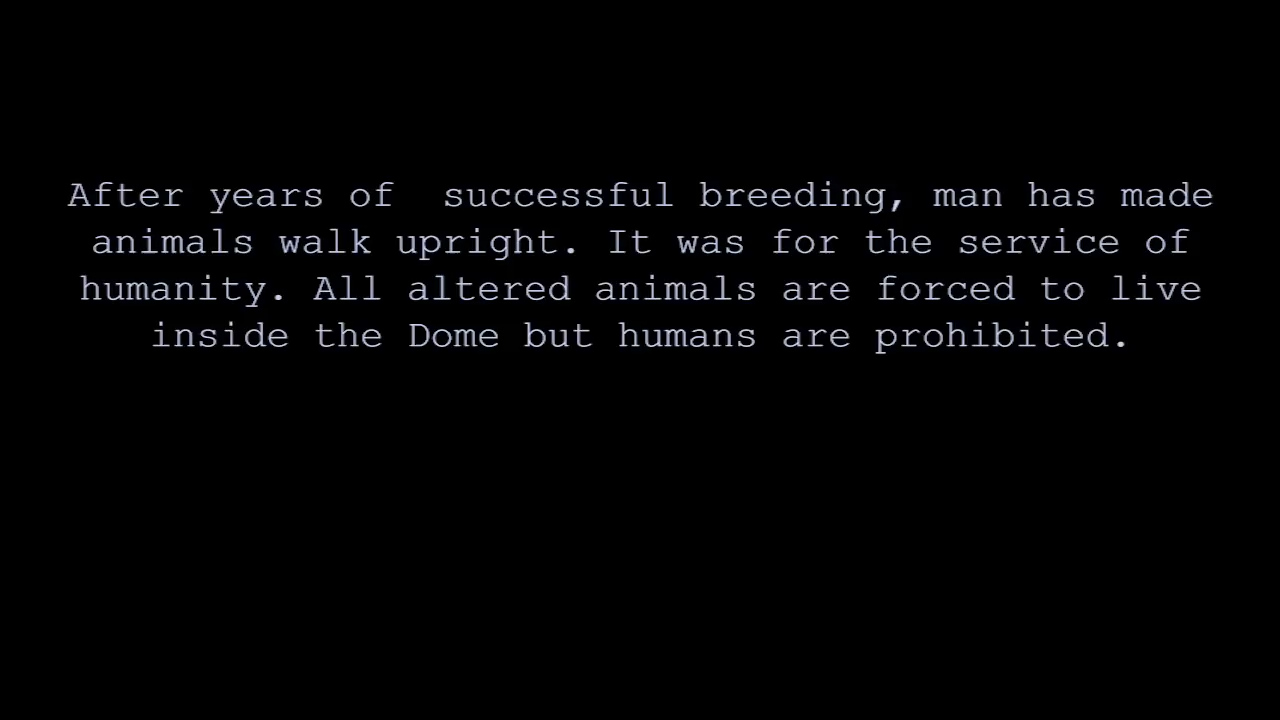 After years of  successful breeding, man has made
animals walk upright. It was for the service of
humanity. All altered animals are forced to live
inside the Dome but humans are prohibited.